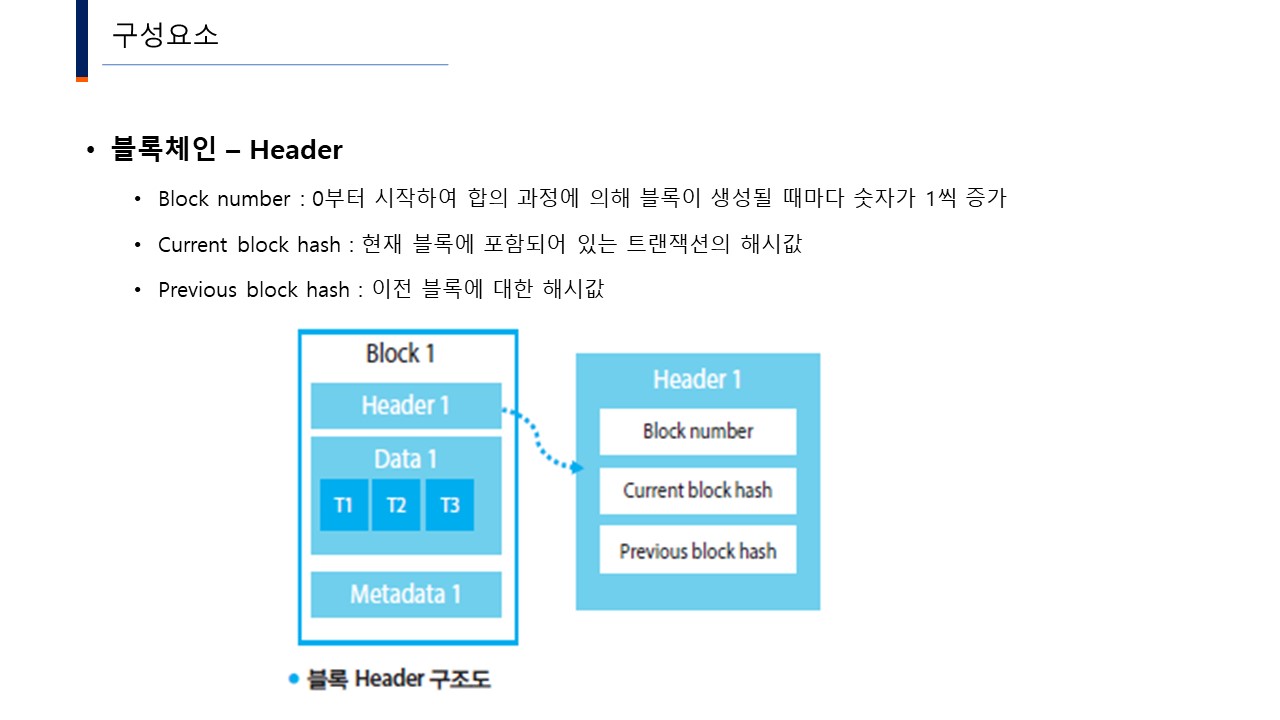 구성요소
• 블록체인 – Header
• Block number : 0부터 시작하여 합의 과정에 의해 블록이 생성될 때마다 숫자가 1씩 증가
• Current block hash : 현재 블록에 포함되어 있는 트랜잭션의 해시값
• Previous block hash : 이전 블록에 대한 해시값
Block 1
Header 1
Data 1
T1 T2 T3
Metadata 1
Header 1
Block number
Current block hash
Previous block hash
• 블록 Header 구조도